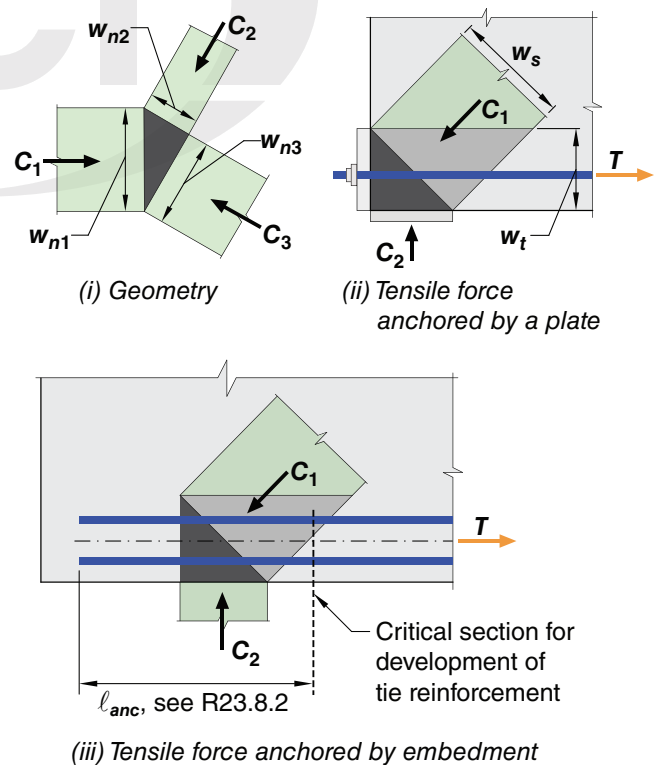 wn2
C2
C1
wn3
wn1
C3
(i) Geometry
ws
C1
T
C2
wt
(ii) Tensile force
anchored by a plate
C1
T
C2
Critical section for
development of
tie reinforcement
ℓanc, see R23.8.2
(iii) Tensile force anchored by embedment